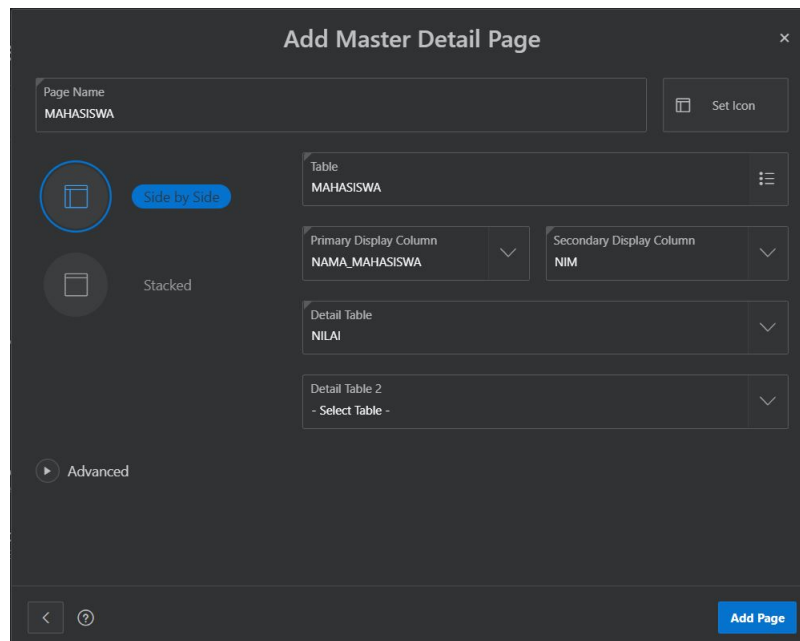 Add Master Detail Page
Page Name
MAHASISWA
Set Icon
Side by Side
Stacked
Table
MAHASISWA
Primary Display Column
NAMA_MAHASISWA
Secondary Display Column
NIM
Detail Table
NILAI
Detail Table 2
- Select Table -
Advanced
Add Page